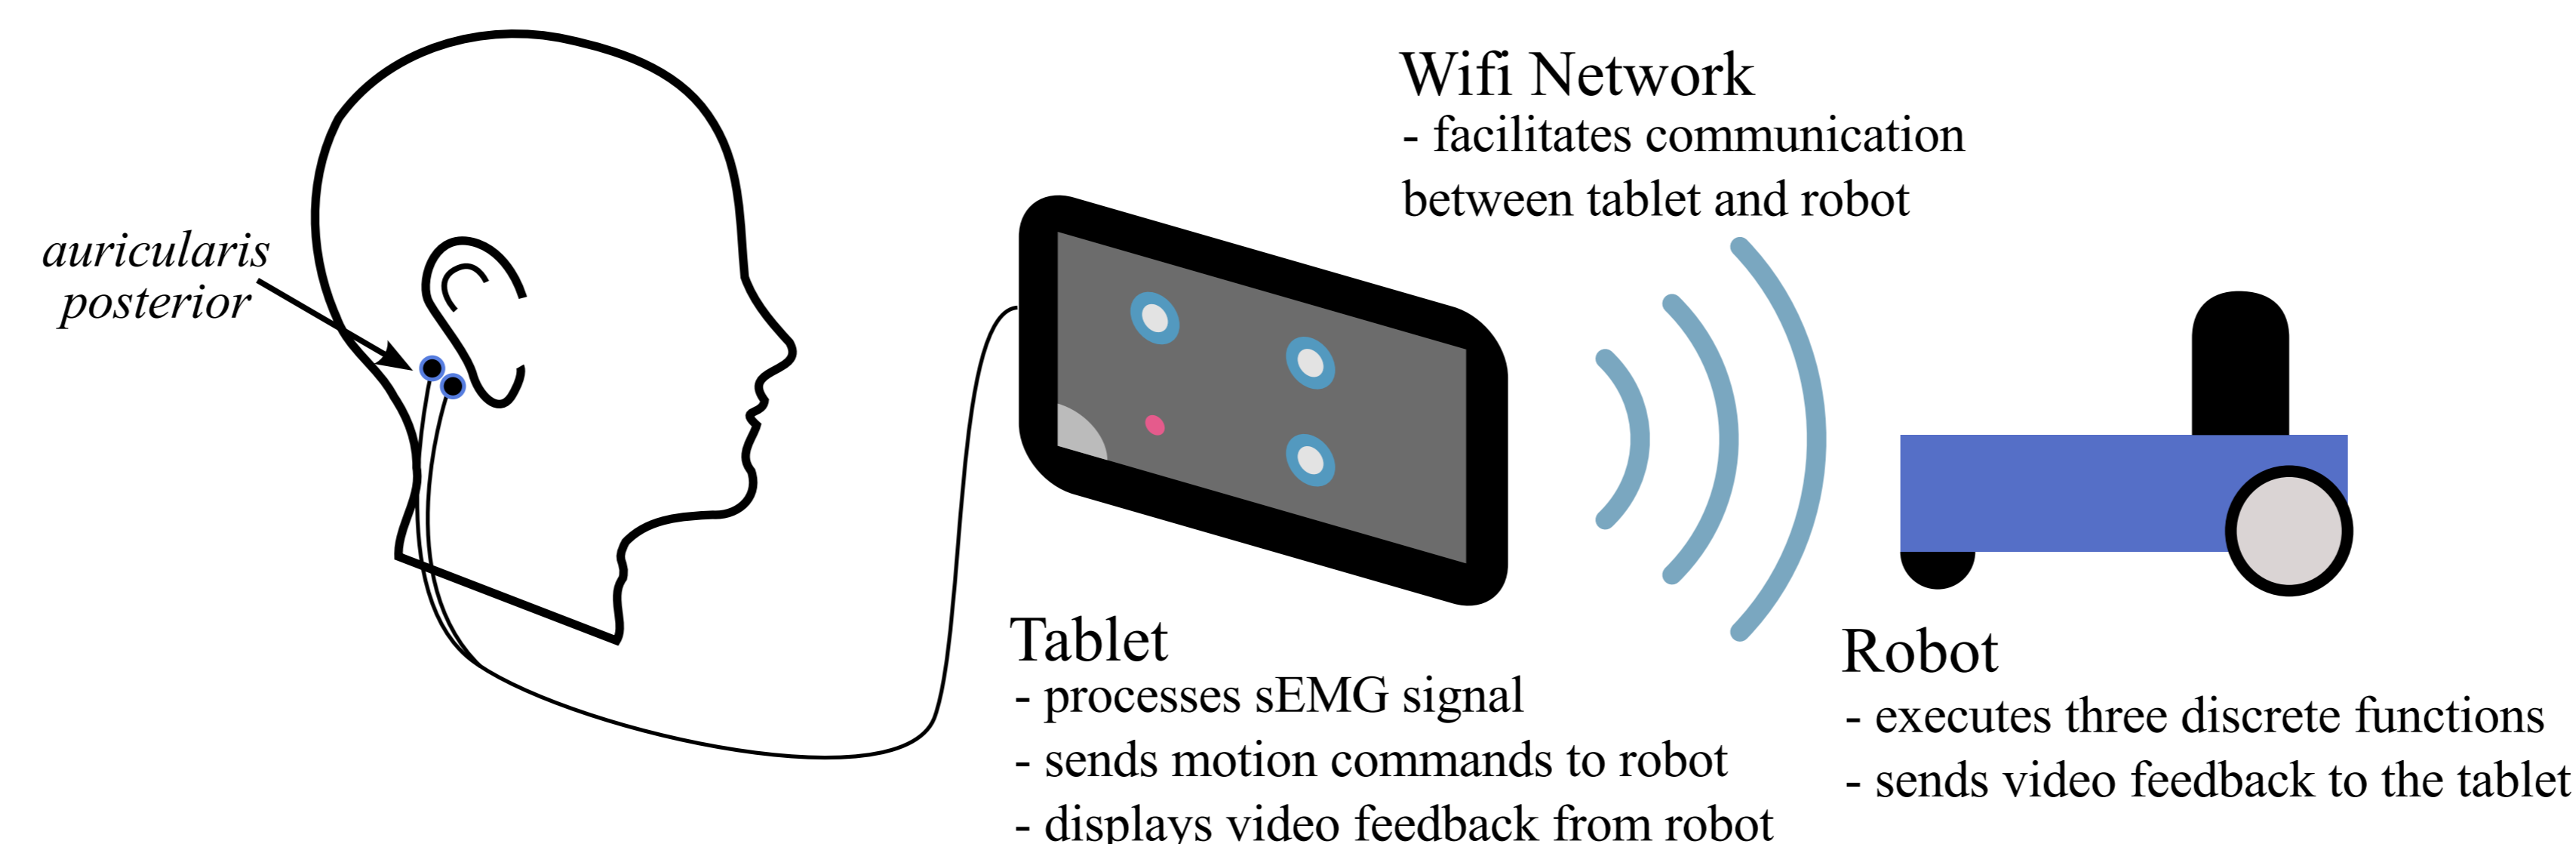 auricularis
posterior
Wifi Network
- facilitates communication
between tablet and robot
Tablet
- processes sEMG signal
- sends motion commands to robot
- displays video feedback from robot
Robot
- executes three discrete functions
- sends video feedback to the tablet